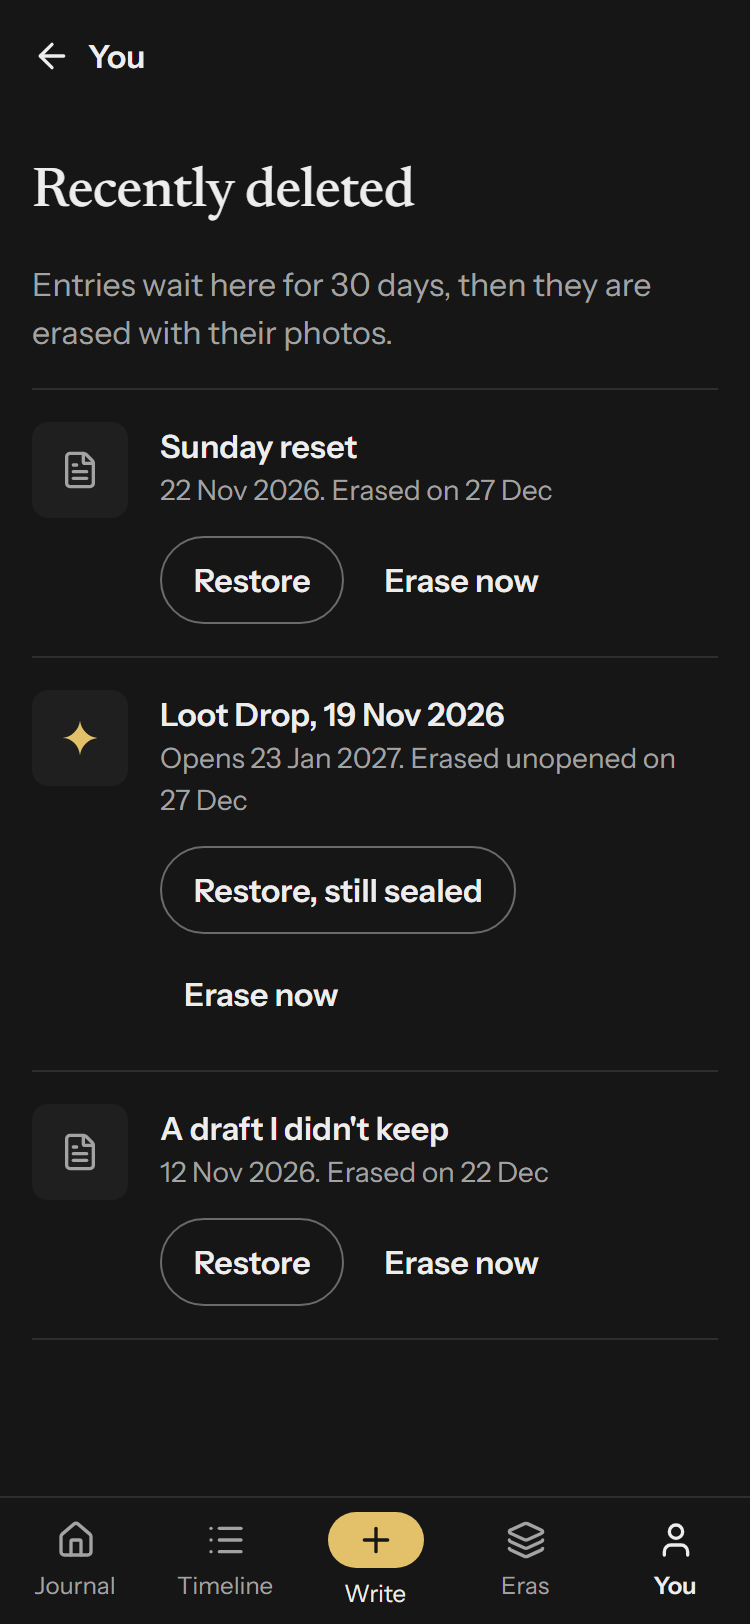 You
Recently deleted
Entries wait here for 30 days, then they are
erased with their photos.
Sunday reset
22 Nov 2026. Erased on 27 Dec
Restore
Erase now
Loot Drop, 19 Nov 2026
Opens 23 Jan 2027. Erased unopened on
27 Dec
Restore, still sealed
Erase now
A draft I didn't keep
12 Nov 2026. Erased on 22 Dec
Restore
Erase now
Journal
Timeline
Write
Eras
You